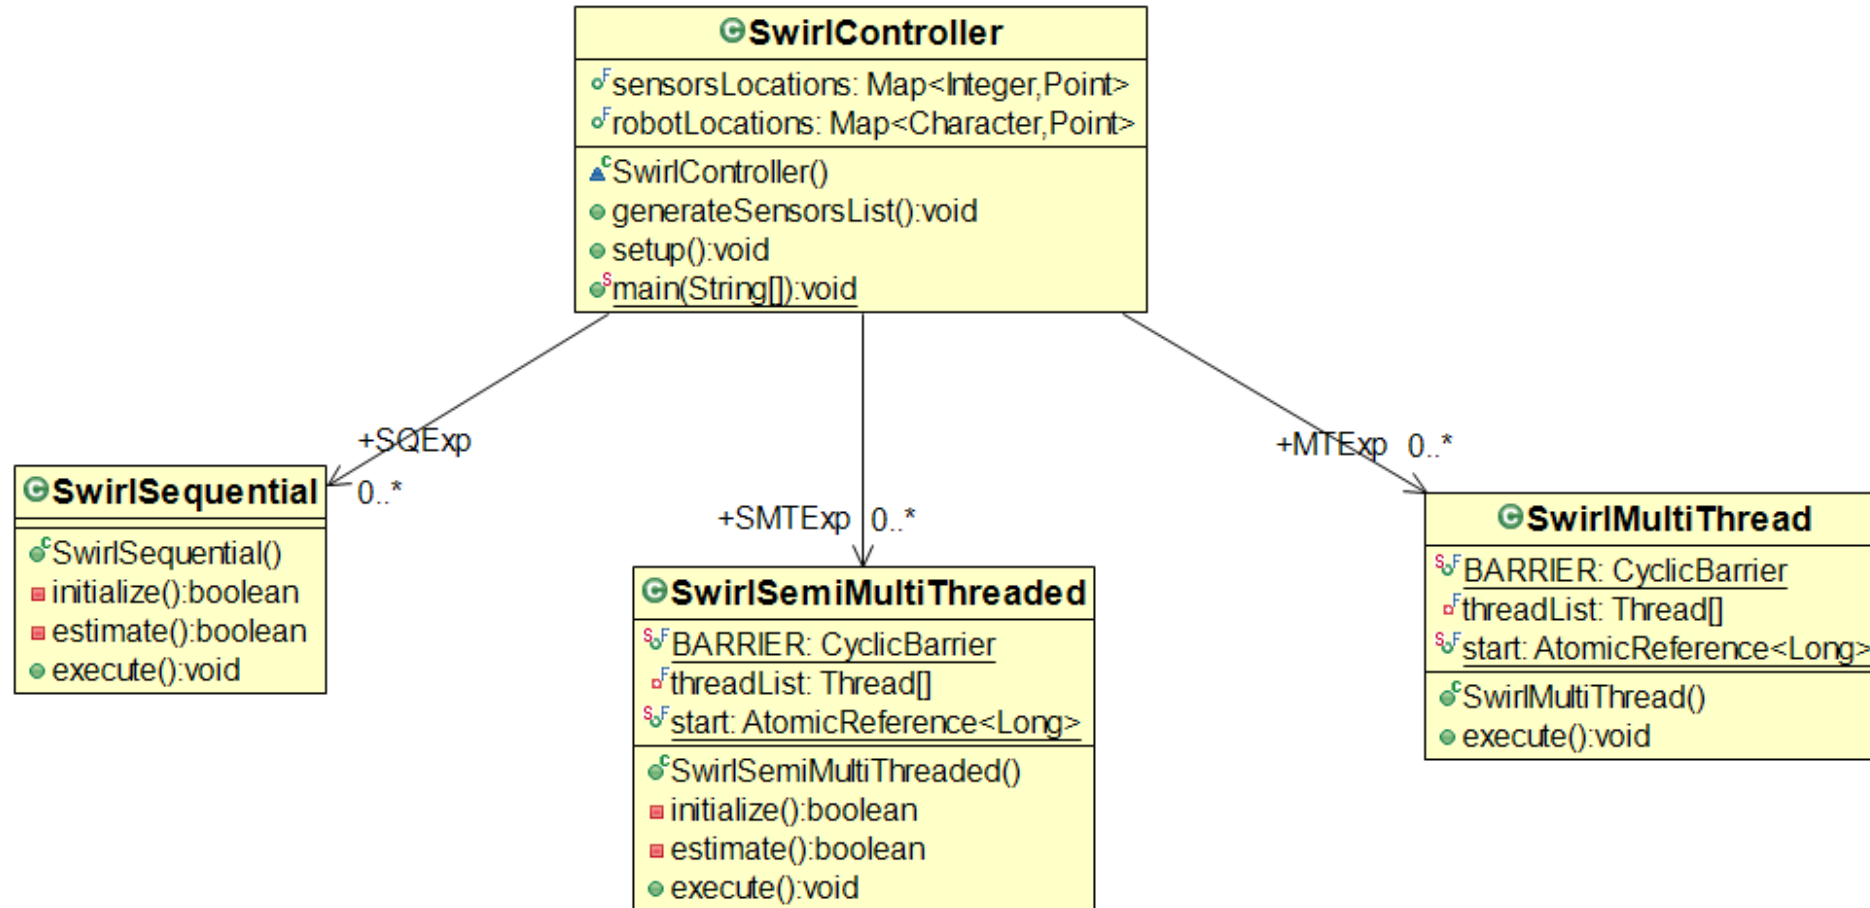 SwirlController
sensorsLocations: Map<Integer,Point>
robotLocations: Map<Character,Point>
SwirlController()
generateSensorsList():void
setup():void
main(String[]):void
+SQExp
0..*
+SMTExp 0..*
+MTExp 0..*
SwirlSequential
SwirlSequential()
initialize():boolean
estimate():boolean
execute():void
SwirlSemiMultiThreaded
BARRIER: CyclicBarrier
threadList: Thread[]
start: AtomicReference<Long>
SwirlSemiMultiThreaded()
initialize():boolean
estimate():boolean
execute():void
SwirlMultiThread
BARRIER: CyclicBarrier
threadList: Thread[]
start: AtomicReference<Long>
SwirlMultiThread()
execute():void